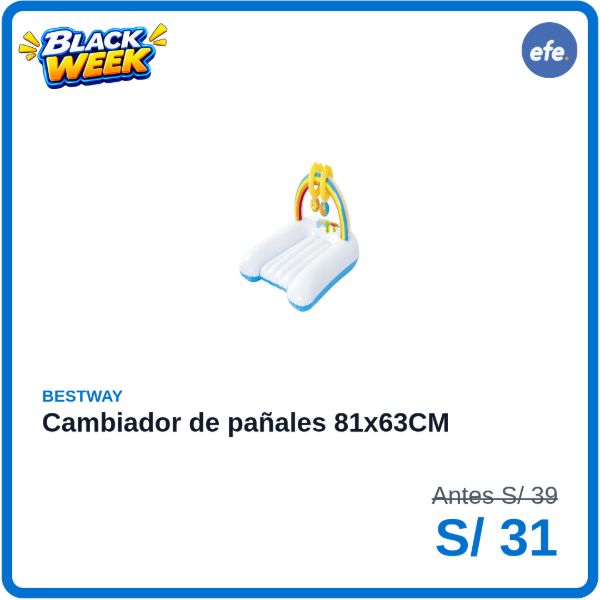 BLACK
WEEK
efe.
BESTWAY
Cambiador de pañales 81x63CM
Antes S/ 39
S/ 31